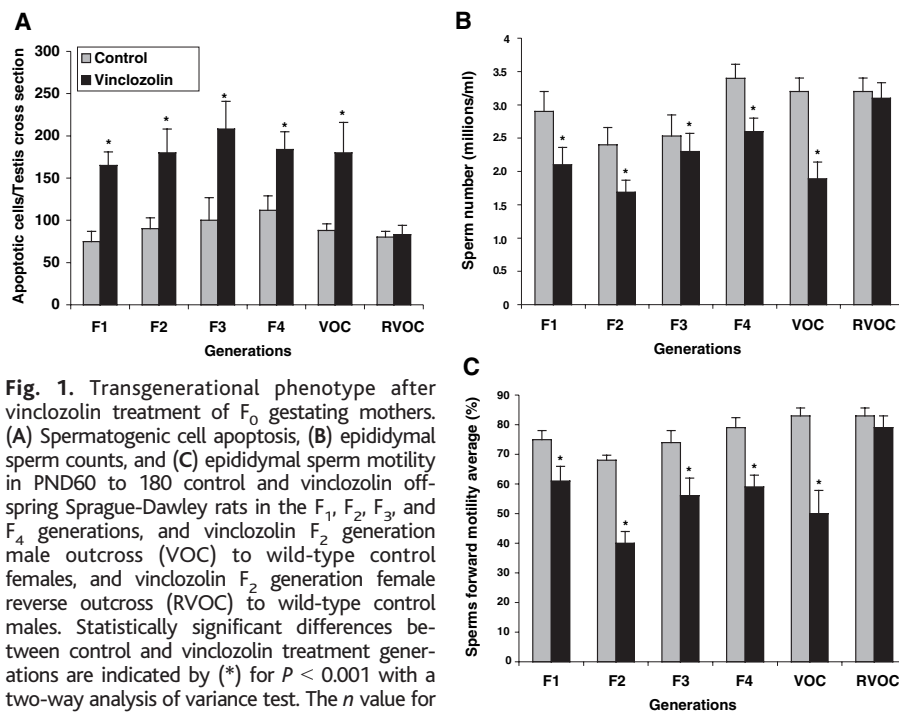 A
300
250
200
150
100
50
0
Apoptotic cells/Testis cross section
Control
Vinclozolin
* * * * *
F1 F2 F3 F4 VOC RVOC
Generations
B
4
3.5
3.0
2.5
2.0
1.5
1.0
0.5
0
Sperm number (millions/ml)
* * * * *
F1 F2 F3 F4 VOC RVOC
Generations
Fig. 1. Transgenerational phenotype after
vinclozolin treatment of F0 gestating mothers.
(A) Spermatogenic cell apoptosis, (B) epididymal
sperm counts, and (C) epididymal sperm motility
in PND60 to 180 control and vinclozolin off-
spring Sprague-Dawley rats in the F1, F2, F3, and
F4 generations, and vinclozolin F2 generation
male outcross (VOC) to wild-type control
females, and vinclozolin F2 generation female
reverse outcross (RVOC) to wild-type control
males. Statistically significant differences be-
tween control and vinclozolin treatment gener-
ations are indicated by (*) for P < 0.001 with a
two-way analysis of variance test. The n value for
C
90
80
70
60
50
40
30
20
10
0
Sperms forward motility average (%)
* * * * *
F1 F2 F3 F4 VOC RVOC
Generations